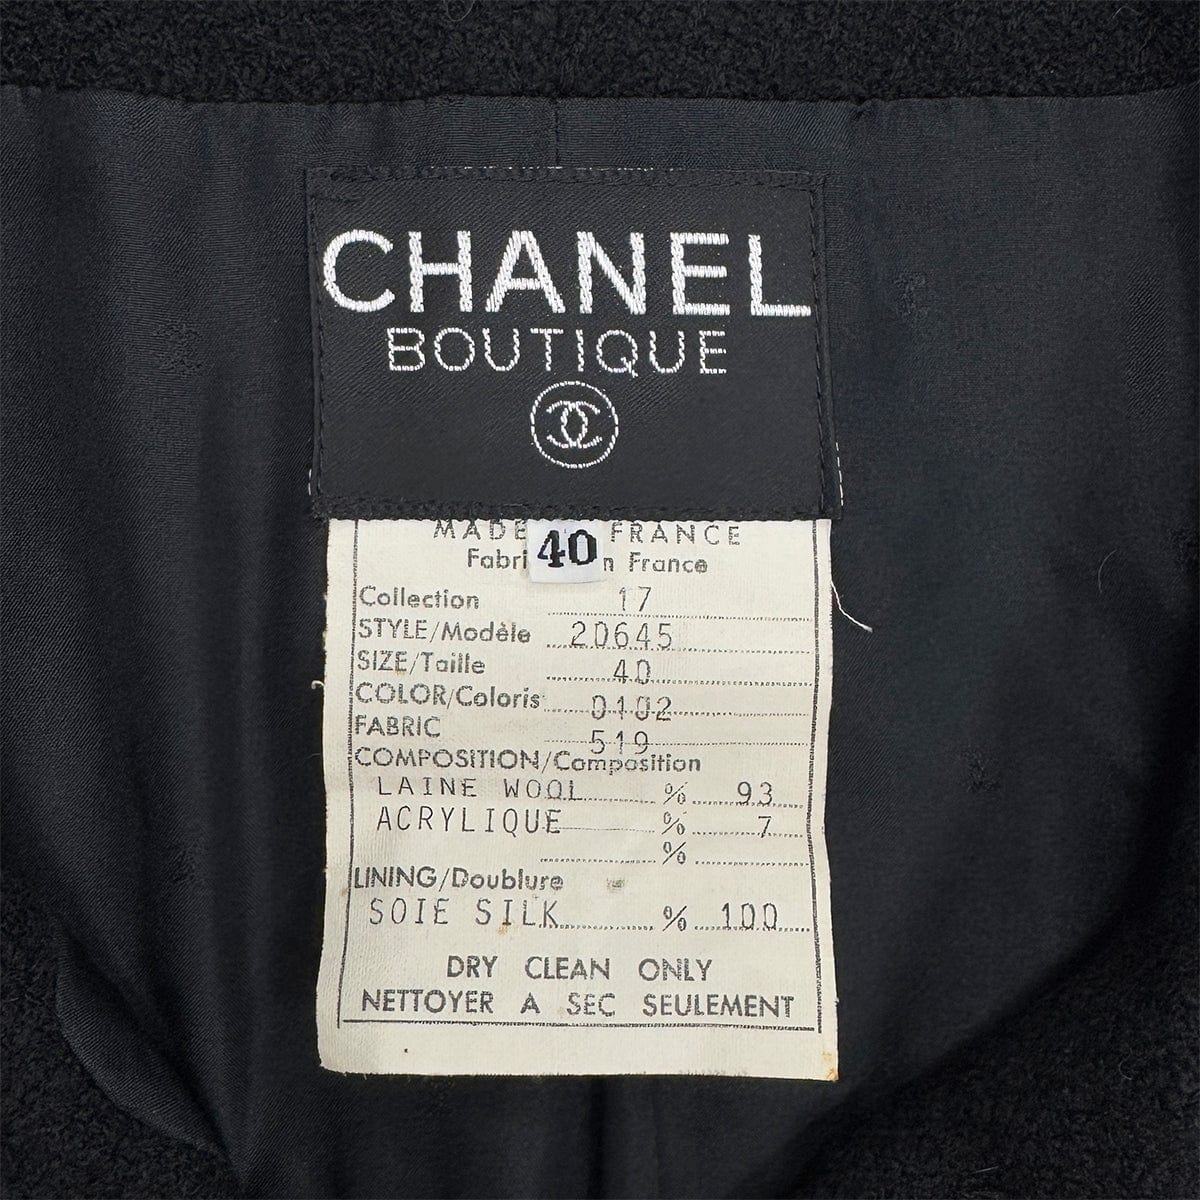 CHANEL
BOUTIQUE
MADE FRANCE
40
Fabri n France
Collection 17
STYLE/Modèle 20645
SIZE/Taille 40
COLOR/Coloris 0102
FABRIC 519
COMPOSITION/Composition
LAINE WOOL % 93
ACRYLIQUE % 7
%
LINING/Doublure
SOIE SILK % 100
DRY CLEAN ONLY
NETTOYER A SEC SEULEMENT